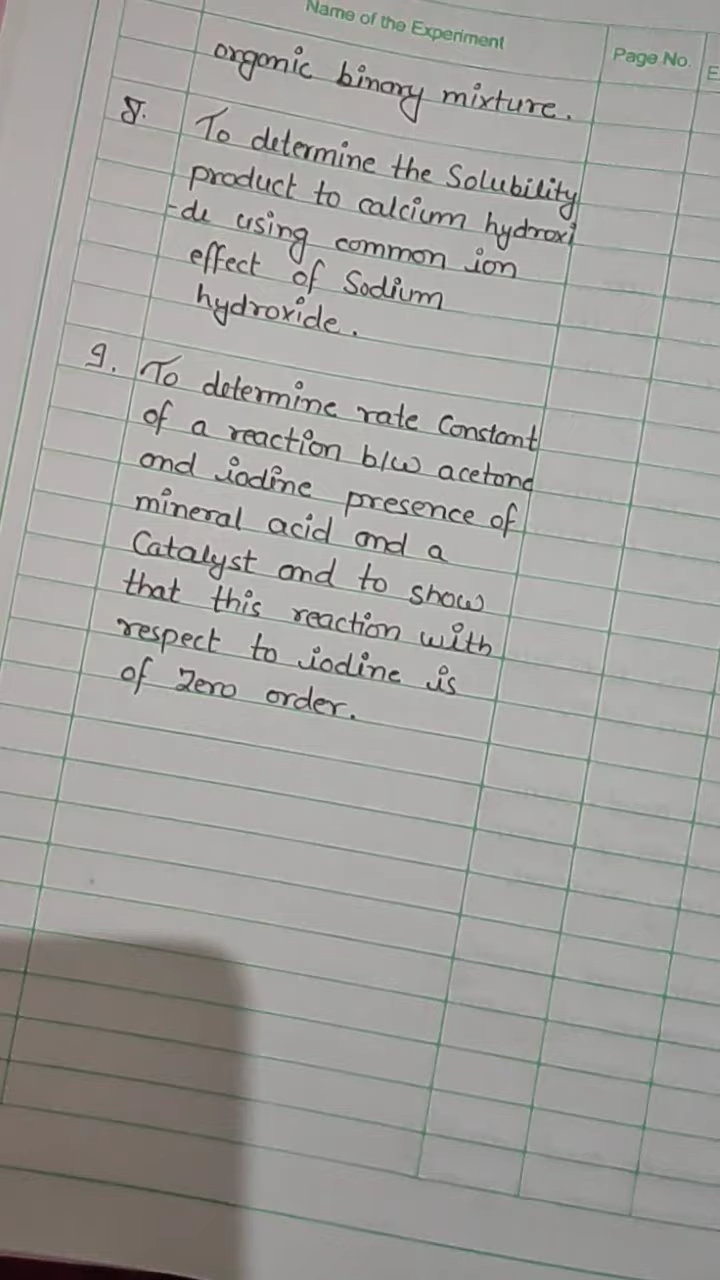 Name of the Experiment
Page No.
E
organic binary mixture.
8.
To determine the Solubility
product to calcium hydroxi
-de using common ion
effect of Sodium
hydroxide.
9.
To determine rate Constant
of a reaction b/w acetone
and iodine presence of
mineral acid and a
Catalyst and to show
that this reaction with
respect to iodine is
of zero order.